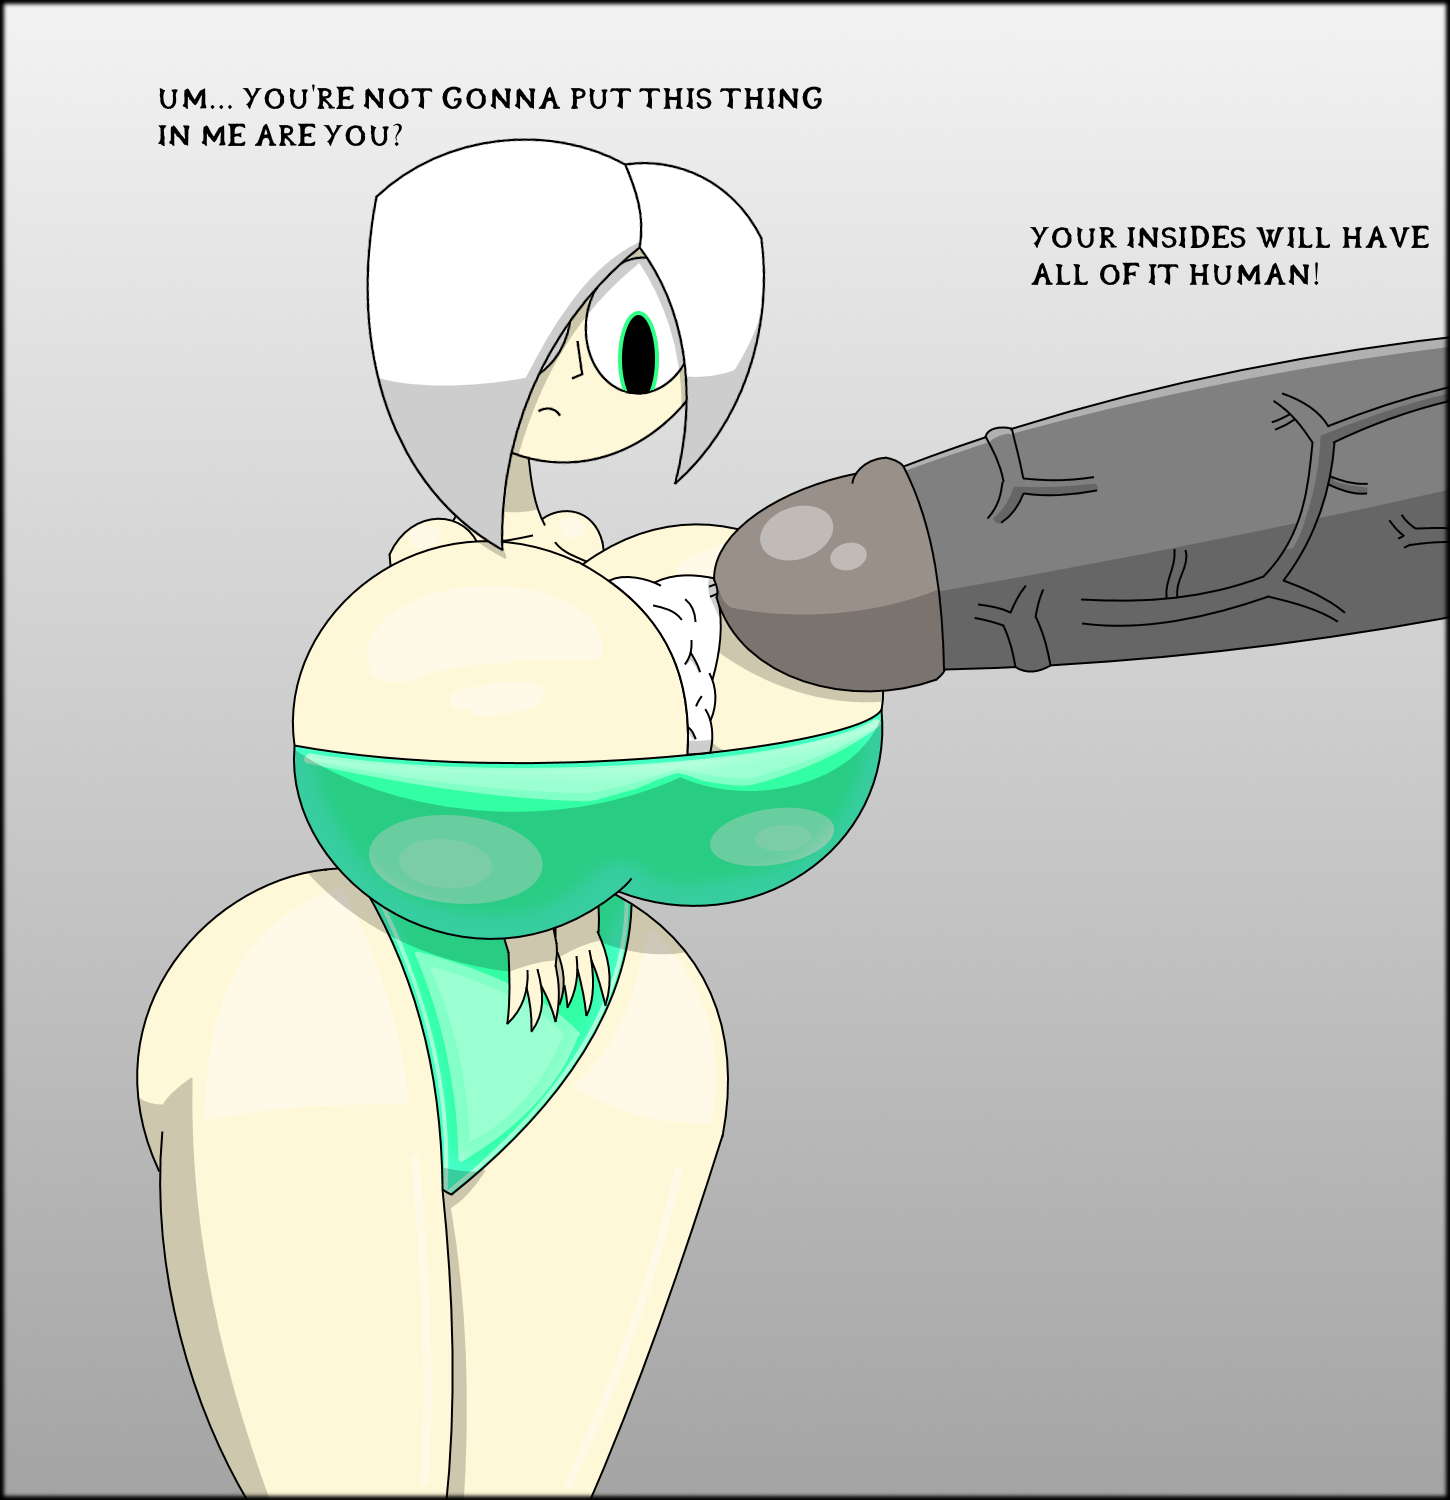 UM... YOU'RE NOT GONNA PUT THIS THING
IN ME ARE YOU?
YOUR INSIDES WILL HAVE
ALL OF IT HUMAN!